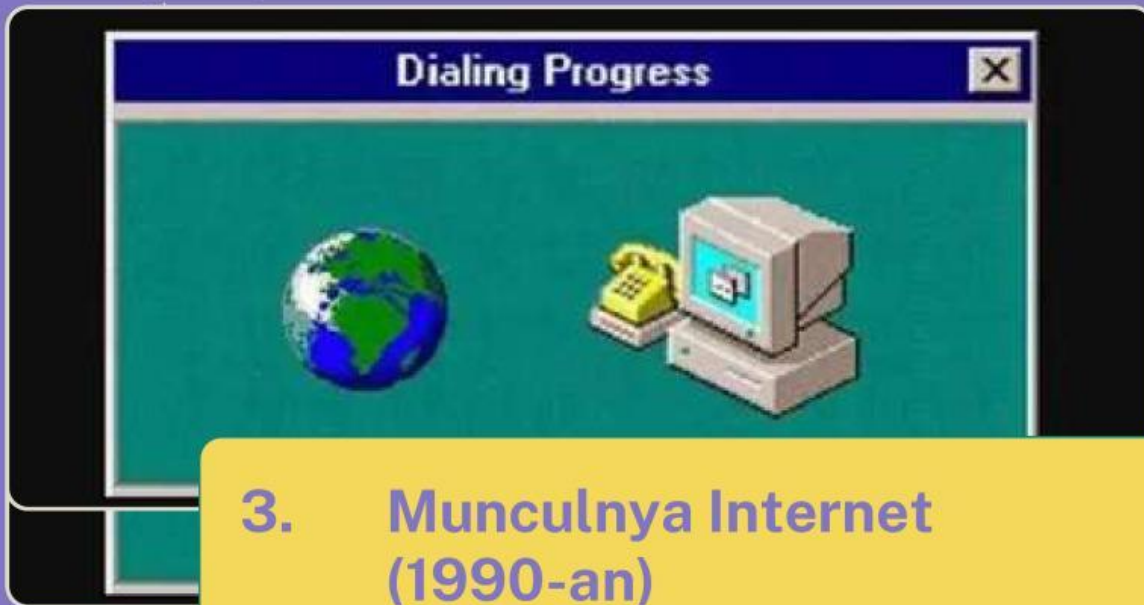 Dialing Progress
3. Munculnya Internet
(1990-an)